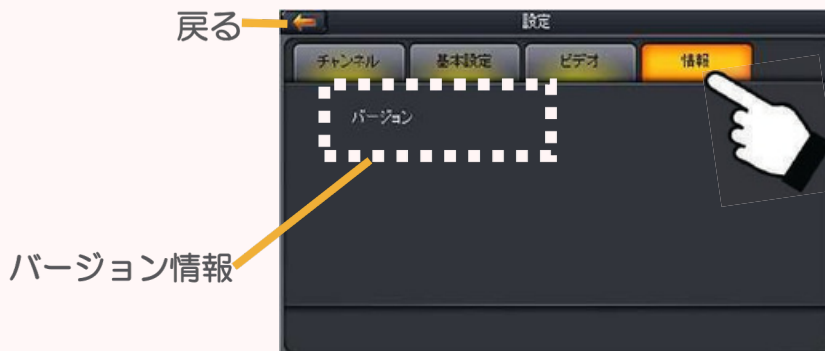 戻る
設定
チャンネル 基本設定 ビデオ 情報
バージョン
バージョン情報